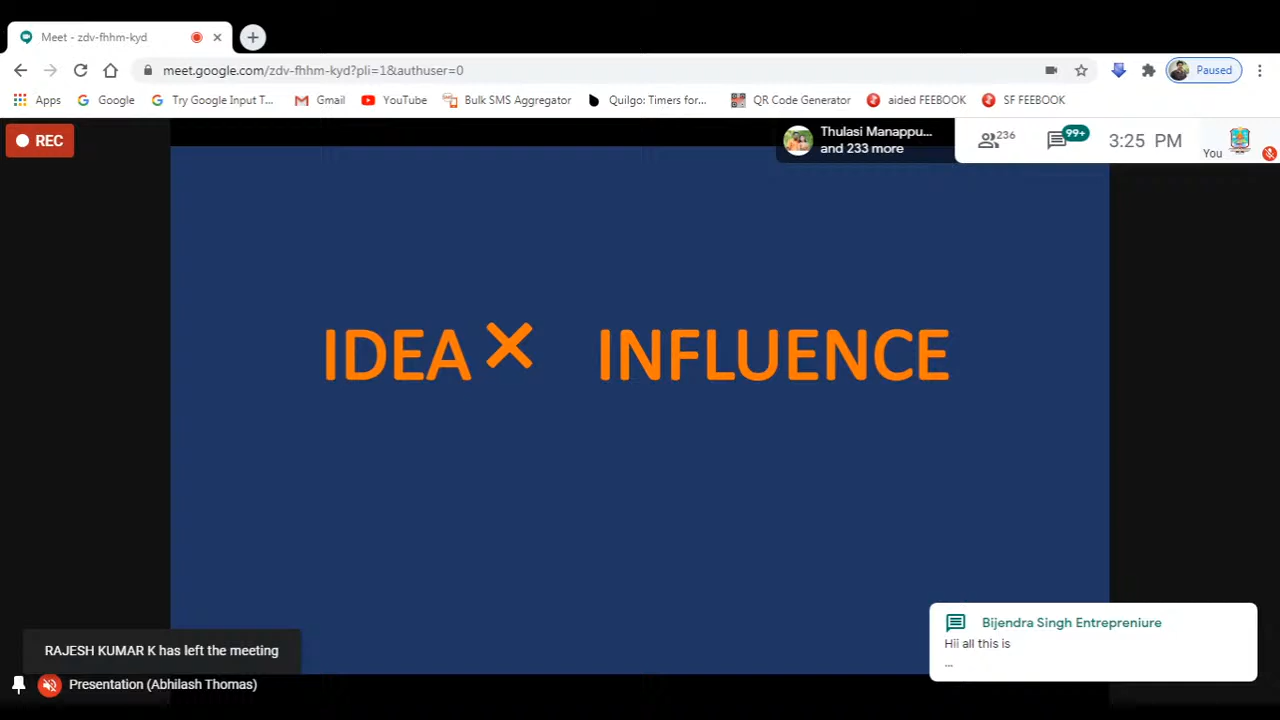 Meet - zdv-fhhm-kyd
meet.google.com/zdv-fhhm-kyd?pli=1&authuser=0
Paused
Apps Google Try Google Input T... Gmail YouTube Bulk SMS Aggregator Quilgo: Timers for... QR Code Generator aided FEEBOOK SF FEEBOOK
REC
Thulasi Manappu...
and 233 more
236
99+
3:25 PM
You
IDEA × INFLUENCE
Bijendra Singh Entrepreniure
Hii all this is
...
RAJESH KUMAR K has left the meeting
Presentation (Abhilash Thomas)